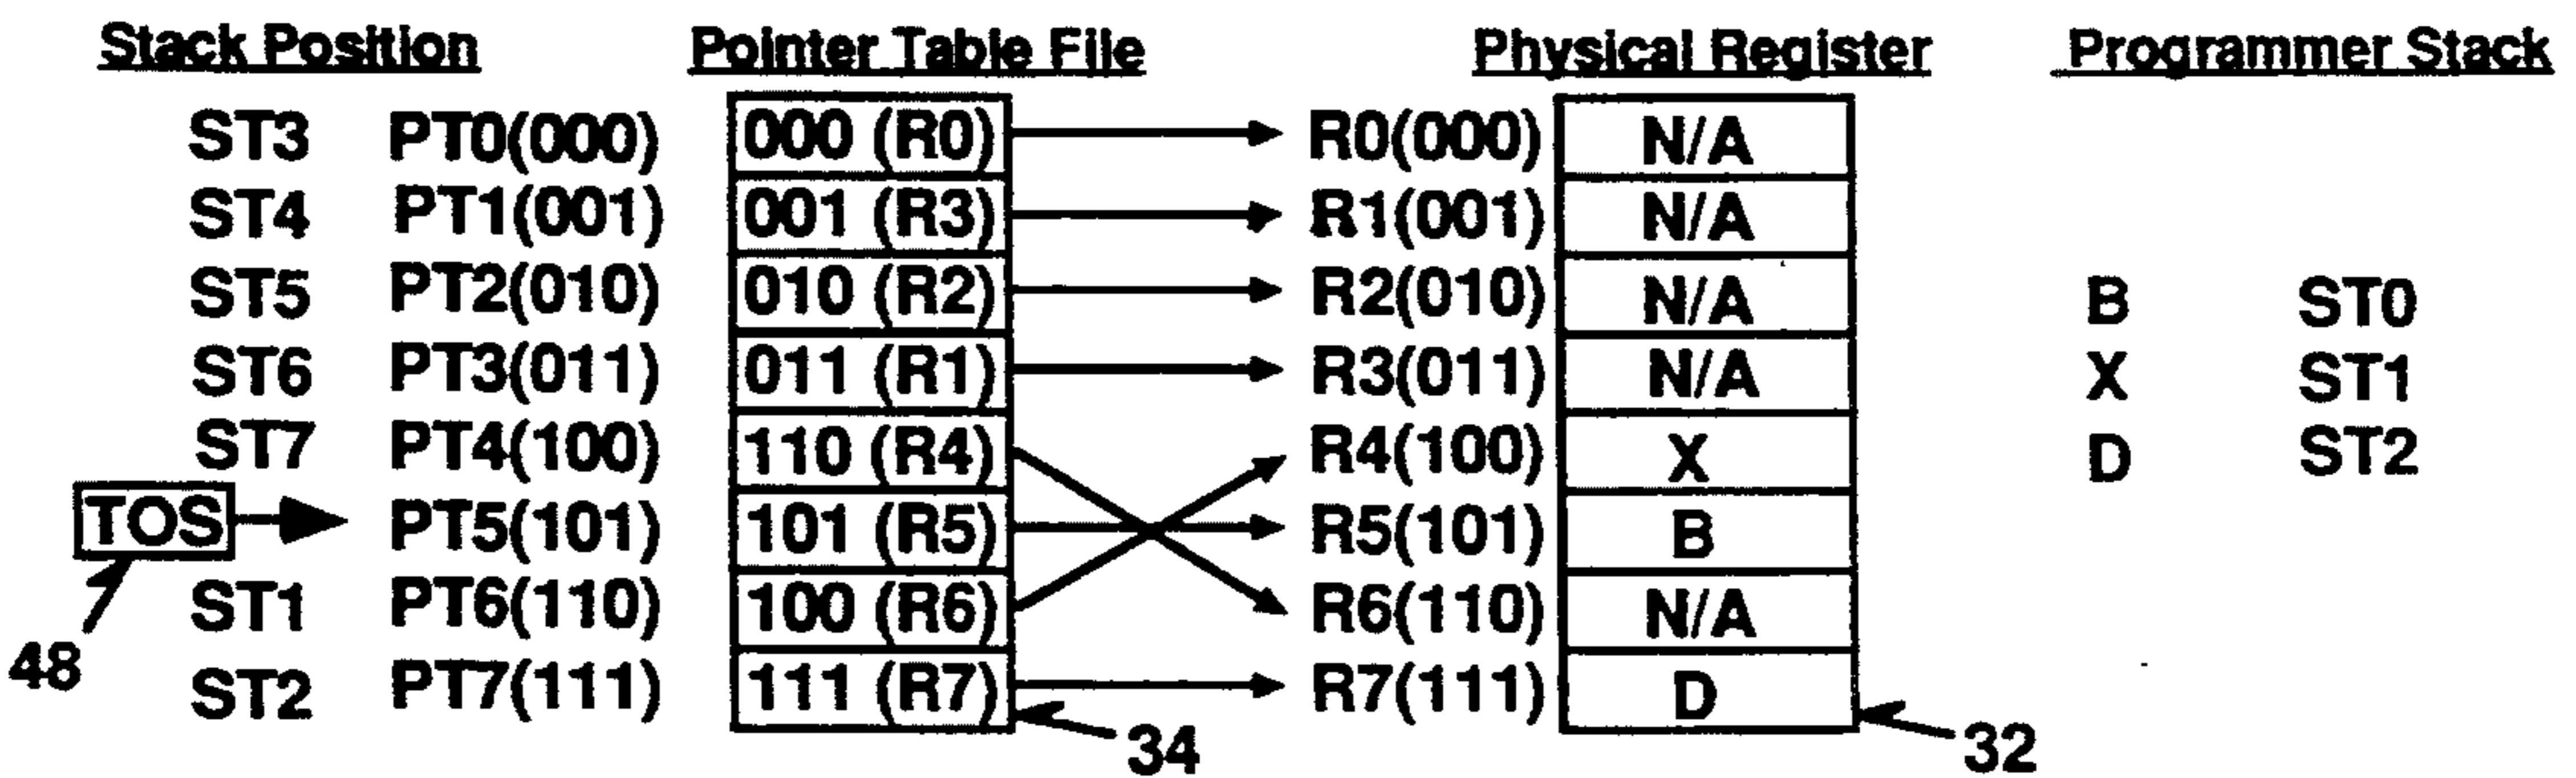 Stack Position Pointer Table File Physical Register Programmer Stack
ST3 PT0(000) 000 (R0) R0(000) N/A
ST4 PT1(001) 001 (R3) R1(001) N/A
ST5 PT2(010) 010 (R2) R2(010) N/A B ST0
ST6 PT3(011) 011 (R1) R3(011) N/A X ST1
ST7 PT4(100) 110 (R4) R4(100) X D ST2
TOS PT5(101) 101 (R5) R5(101) B
ST1 PT6(110) 100 (R6) R6(110) N/A
48 ST2 PT7(111) 111 (R7) R7(111) D
34 32